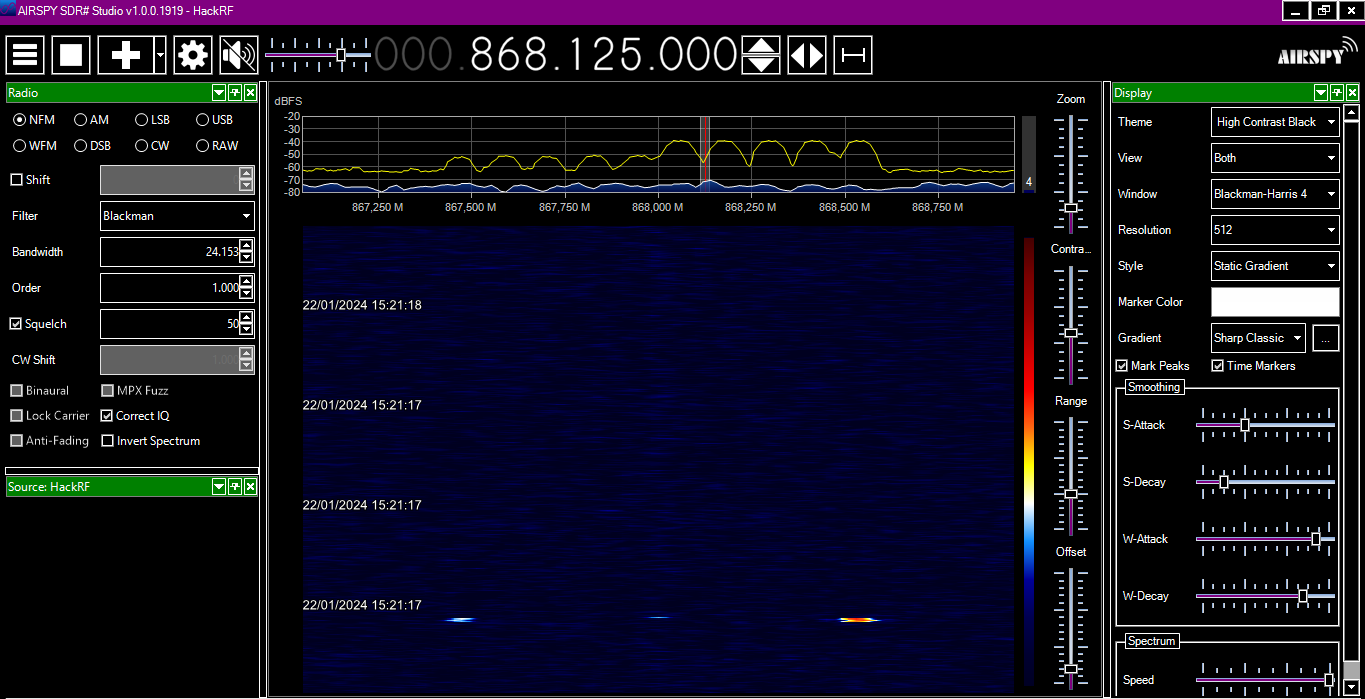 AIRSPY SDR# Studio v1.0.0.1919 - HackRF
000.868.125.000
AIRSPY
Radio
NFM AM LSB USB
WFM DSB CW RAW
Shift
Filter Blackman
Bandwidth 24.153
Order 1.000
Squelch 50
CW Shift
Binaural MPX Fuzz
Lock Carrier Correct IQ
Anti-Fading Invert Spectrum
Source: HackRF
dBFS
-20
-30
-40
-50
-60
-70
-80
4
867,250 M 867,500 M 867,750 M 868,000 M 868,250 M 868,500 M 868,750 M
22/01/2024 15:21:18
22/01/2024 15:21:17
22/01/2024 15:21:17
22/01/2024 15:21:17
Zoom
Contra...
Range
Offset
Display
Theme High Contrast Black
View Both
Window Blackman-Harris 4
Resolution 512
Style Static Gradient
Marker Color
Gradient Sharp Classic ...
Mark Peaks Time Markers
Smoothing
S-Attack
S-Decay
W-Attack
W-Decay
Spectrum
Speed